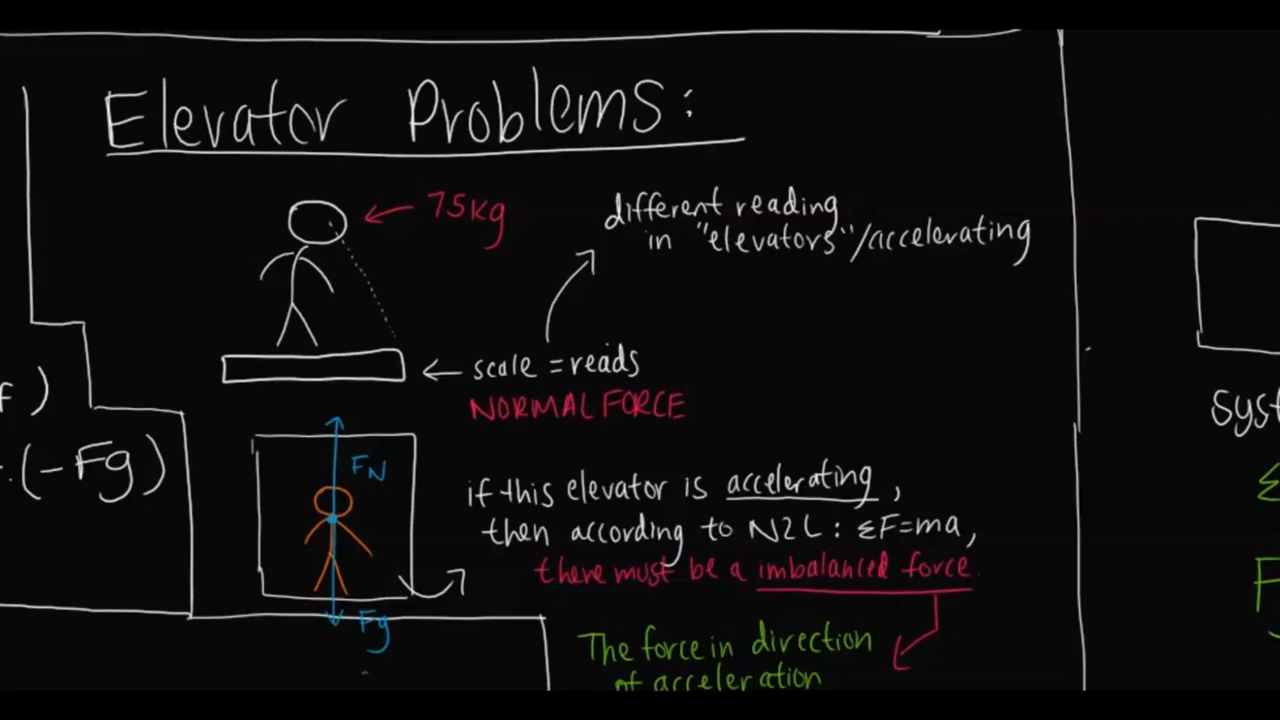 Elevator Problems:
75kg
different reading
in "elevators"/accelerating
scale = reads
NORMAL FORCE
f)
(-Fg)
FN
Fg
if this elevator is accelerating,
then according to N2L: ΣF=ma,
there must be a imbalanced force.
The force in direction
of acceleration
syst
Σ
F